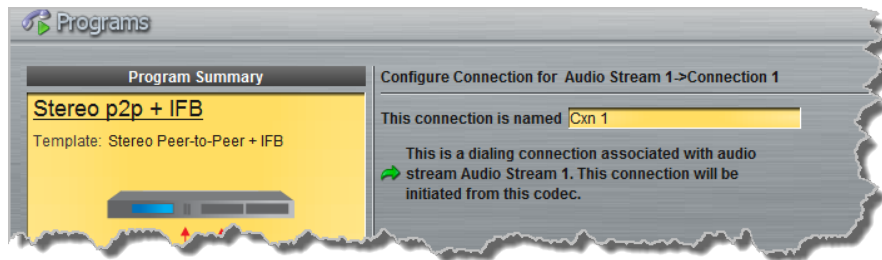 Programs
Program Summary
Stereo p2p + IFB
Template: Stereo Peer-to-Peer + IFB
Configure Connection for Audio Stream 1->Connection 1
This connection is named Cxn 1
This is a dialing connection associated with audio
stream Audio Stream 1. This connection will be
initiated from this codec.